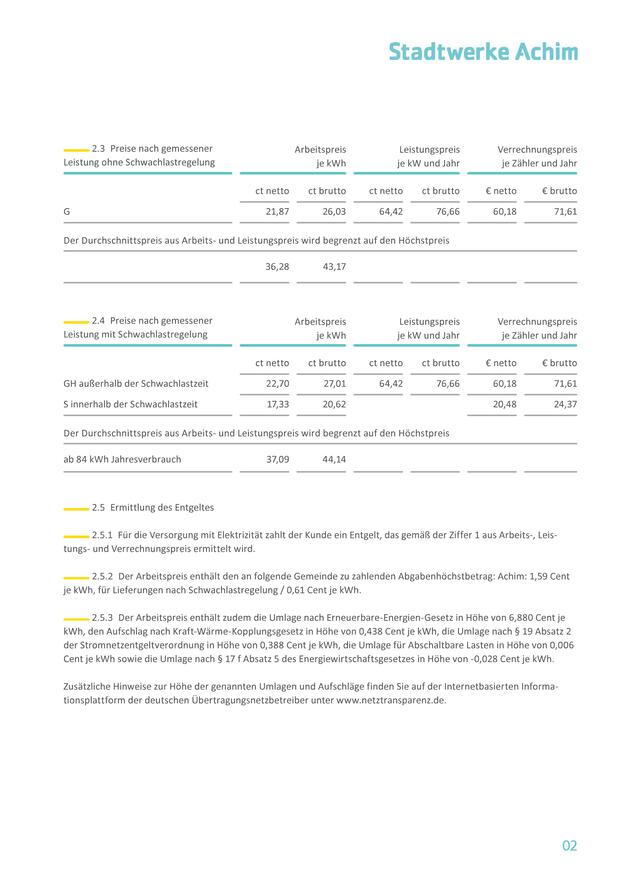 Stadtwerke Achim
2.3 Preise nach gemessener Arbeitspreis Leistungspreis Verrechnungspreis
Leistung ohne Schwachlastregelung je kWh je kW und Jahr je Zähler und Jahr
ct netto ct brutto ct netto ct brutto € netto € brutto
G 21,87 26,03 64,42 76,66 60,18 71,61
Der Durchschnittspreis aus Arbeits- und Leistungspreis wird begrenzt auf den Höchstpreis
36,28 43,17
2.4 Preise nach gemessener Arbeitspreis Leistungspreis Verrechnungspreis
Leistung mit Schwachlastregelung je kWh je kW und Jahr je Zähler und Jahr
ct netto ct brutto ct netto ct brutto € netto € brutto
GH außerhalb der Schwachlastzeit 22,70 27,01 64,42 76,66 60,18 71,61
S innerhalb der Schwachlastzeit 17,33 20,62 20,48 24,37
Der Durchschnittspreis aus Arbeits- und Leistungspreis wird begrenzt auf den Höchstpreis
ab 84 kWh Jahresverbrauch 37,09 44,14
2.5 Ermittlung des Entgeltes
2.5.1 Für die Versorgung mit Elektrizität zahlt der Kunde ein Entgelt, das gemäß der Ziffer 1 aus Arbeits-, Leis-
tungs- und Verrechnungspreis ermittelt wird.
2.5.2 Der Arbeitspreis enthält den an folgende Gemeinde zu zahlenden Abgabenhöchstbetrag: Achim: 1,59 Cent
je kWh, für Lieferungen nach Schwachlastregelung / 0,61 Cent je kWh.
2.5.3 Der Arbeitspreis enthält zudem die Umlage nach Erneuerbare-Energien-Gesetz in Höhe von 6,880 Cent je
kWh, den Aufschlag nach Kraft-Wärme-Kopplungsgesetz in Höhe von 0,438 Cent je kWh, die Umlage nach § 19 Absatz 2
der Stromnetzentgeltverordnung in Höhe von 0,388 Cent je kWh, die Umlage für Abschaltbare Lasten in Höhe von 0,006
Cent je kWh sowie die Umlage nach § 17 f Absatz 5 des Energiewirtschaftsgesetzes in Höhe von -0,028 Cent je kWh.
Zusätzliche Hinweise zur Höhe der genannten Umlagen und Aufschläge finden Sie auf der Internetbasierten Informa-
tionsplattform der deutschen Übertragungsnetzbetreiber unter www.netztransparenz.de.
02